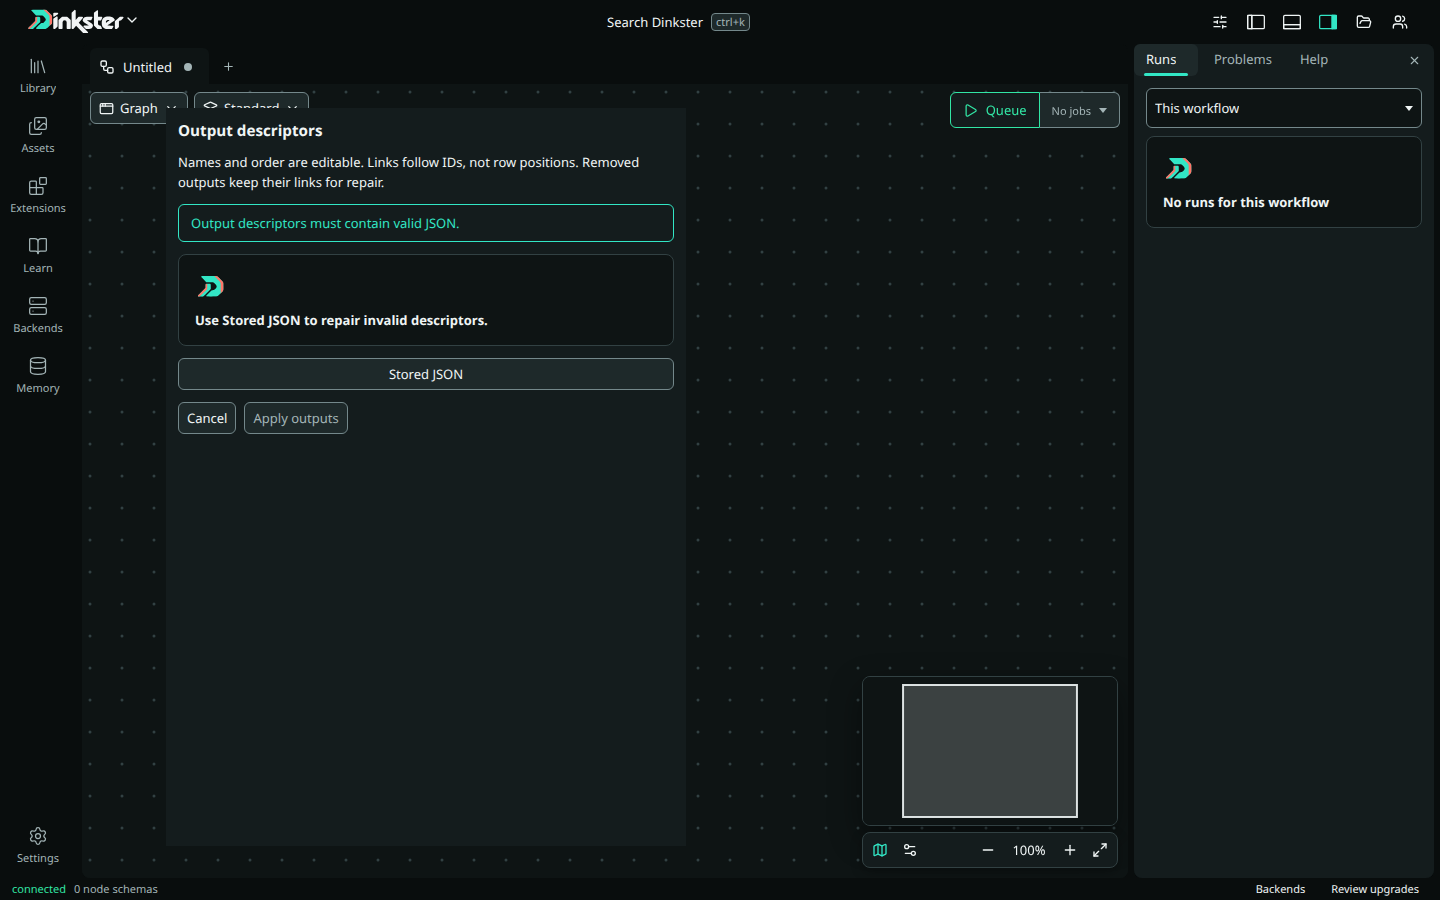 Dinkster
Search Dinkster ctrl+k
Library
Assets
Extensions
Learn
Backends
Memory
Settings
Untitled
Graph
Standard
Queue
No jobs
Output descriptors
Names and order are editable. Links follow IDs, not row positions. Removed
outputs keep their links for repair.
Output descriptors must contain valid JSON.
Use Stored JSON to repair invalid descriptors.
Stored JSON
Cancel
Apply outputs
100%
Runs
Problems
Help
This workflow
No runs for this workflow
connected
0 node schemas
Backends
Review upgrades